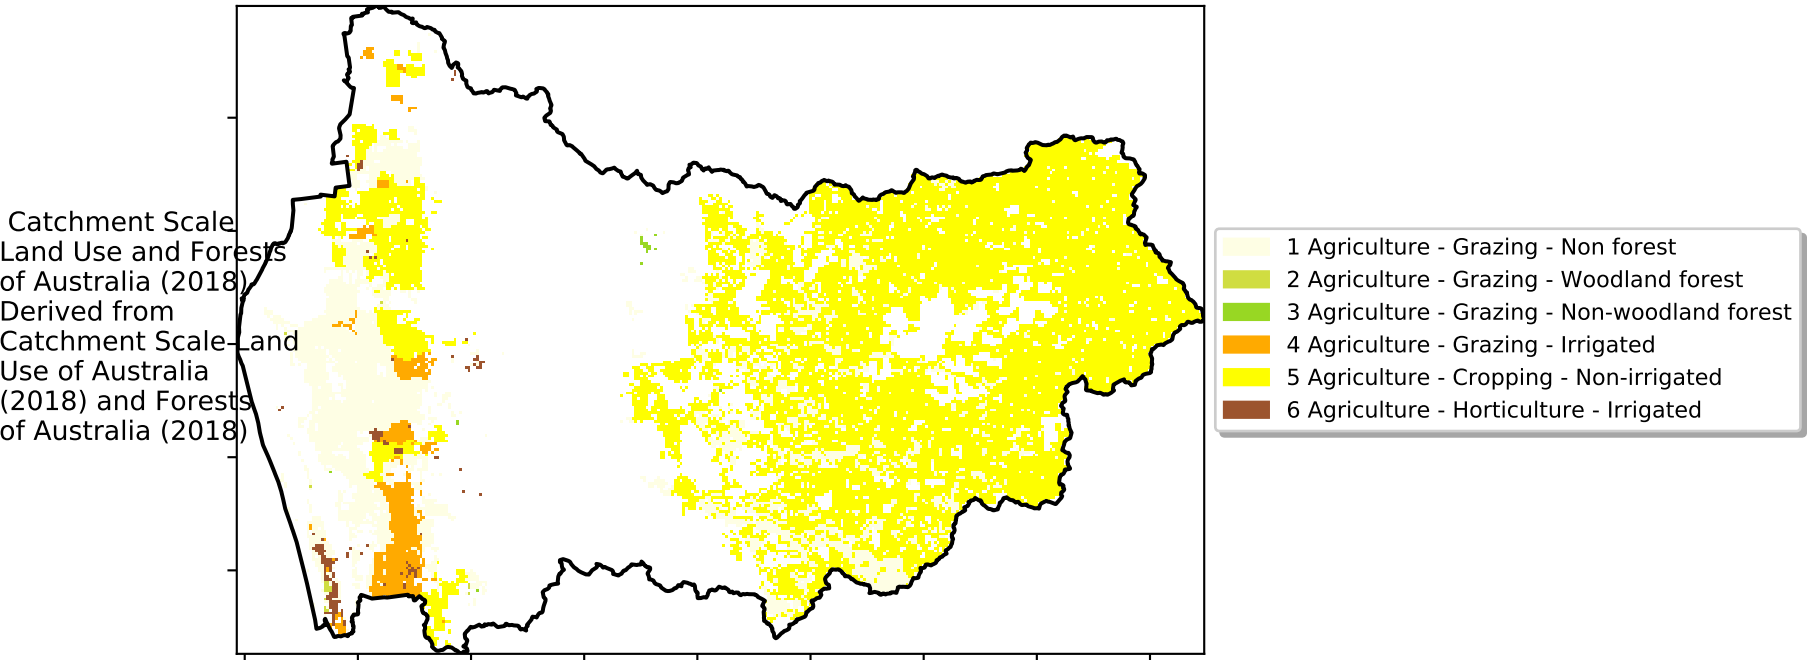 Catchment Scale
Land Use and Forests
of Australia (2018)
Derived from
Catchment Scale Land
Use of Australia
(2018) and Forests
of Australia (2018)
1 Agriculture - Grazing - Non forest
2 Agriculture - Grazing - Woodland forest
3 Agriculture - Grazing - Non-woodland forest
4 Agriculture - Grazing - Irrigated
5 Agriculture - Cropping - Non-irrigated
6 Agriculture - Horticulture - Irrigated